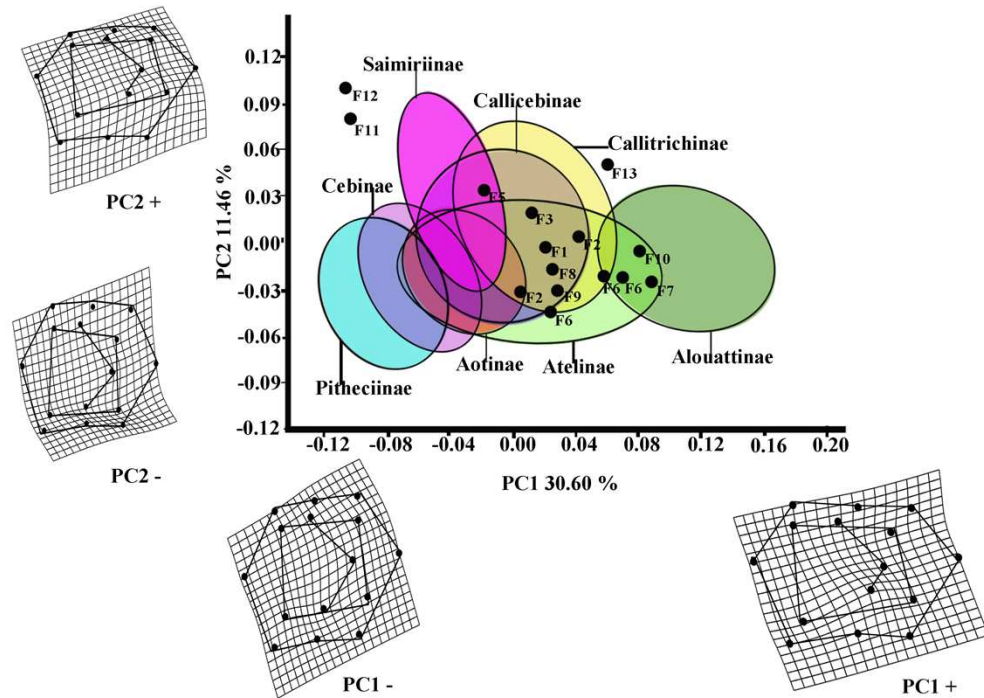 PC2 +
PC2 -
PC2 11.46 %
0.12
0.09
0.06
0.03
0.00
-0.03
-0.06
-0.09
-0.12
Saimiriinae
Callicebinae
Callitrichinae
Cebinae
F12
F11
F13
F5
F3
F1
F2
F8
F10
F2
F9
F6
F6
F7
F6
Pitheciinae
Aotinae
Atelinae
Alouattinae
-0.12 -0.08 -0.04 0.00 0.04 0.08 0.12 0.16 0.20
PC1 30.60 %
PC1 -
PC1 +